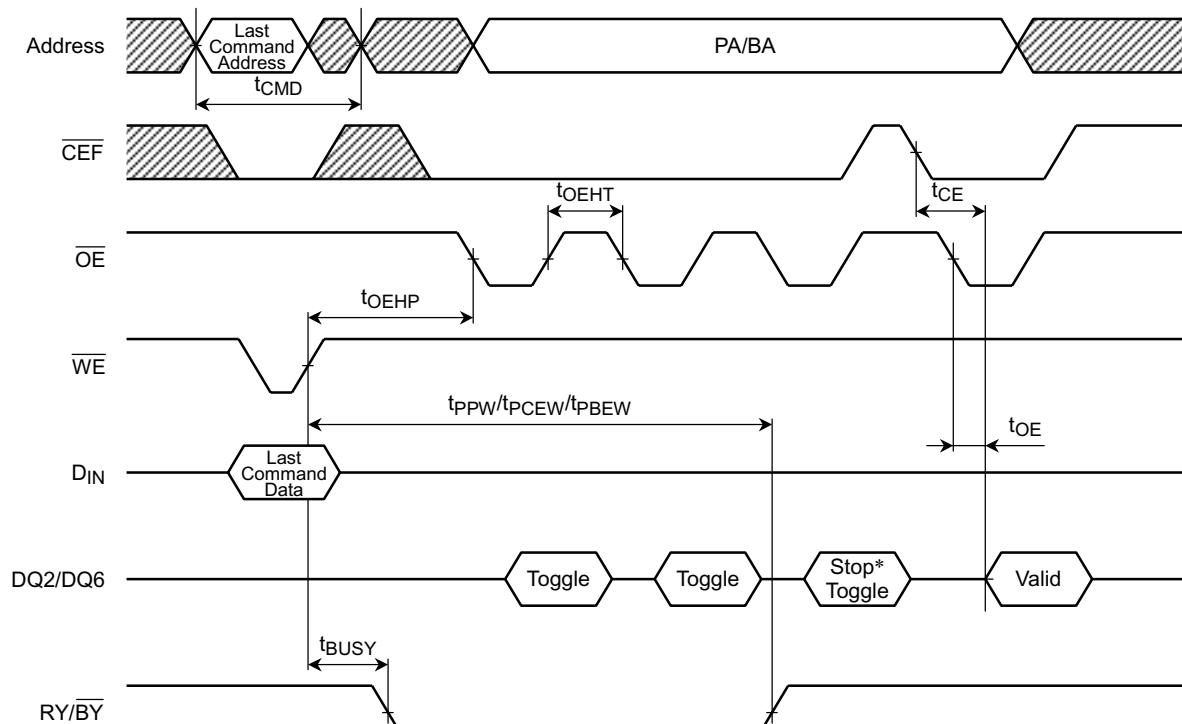 Address
Last
Command
Address
PA/BA
tCMD
CEF
tCE
tOEHT
OE
tOEHP
WE
tPPW/tPCEW/tPBEW
tOE
DIN
Last
Command
Data
DQ2/DQ6
Toggle
Toggle
Stop*
Toggle
Valid
tBUSY
RY/BY